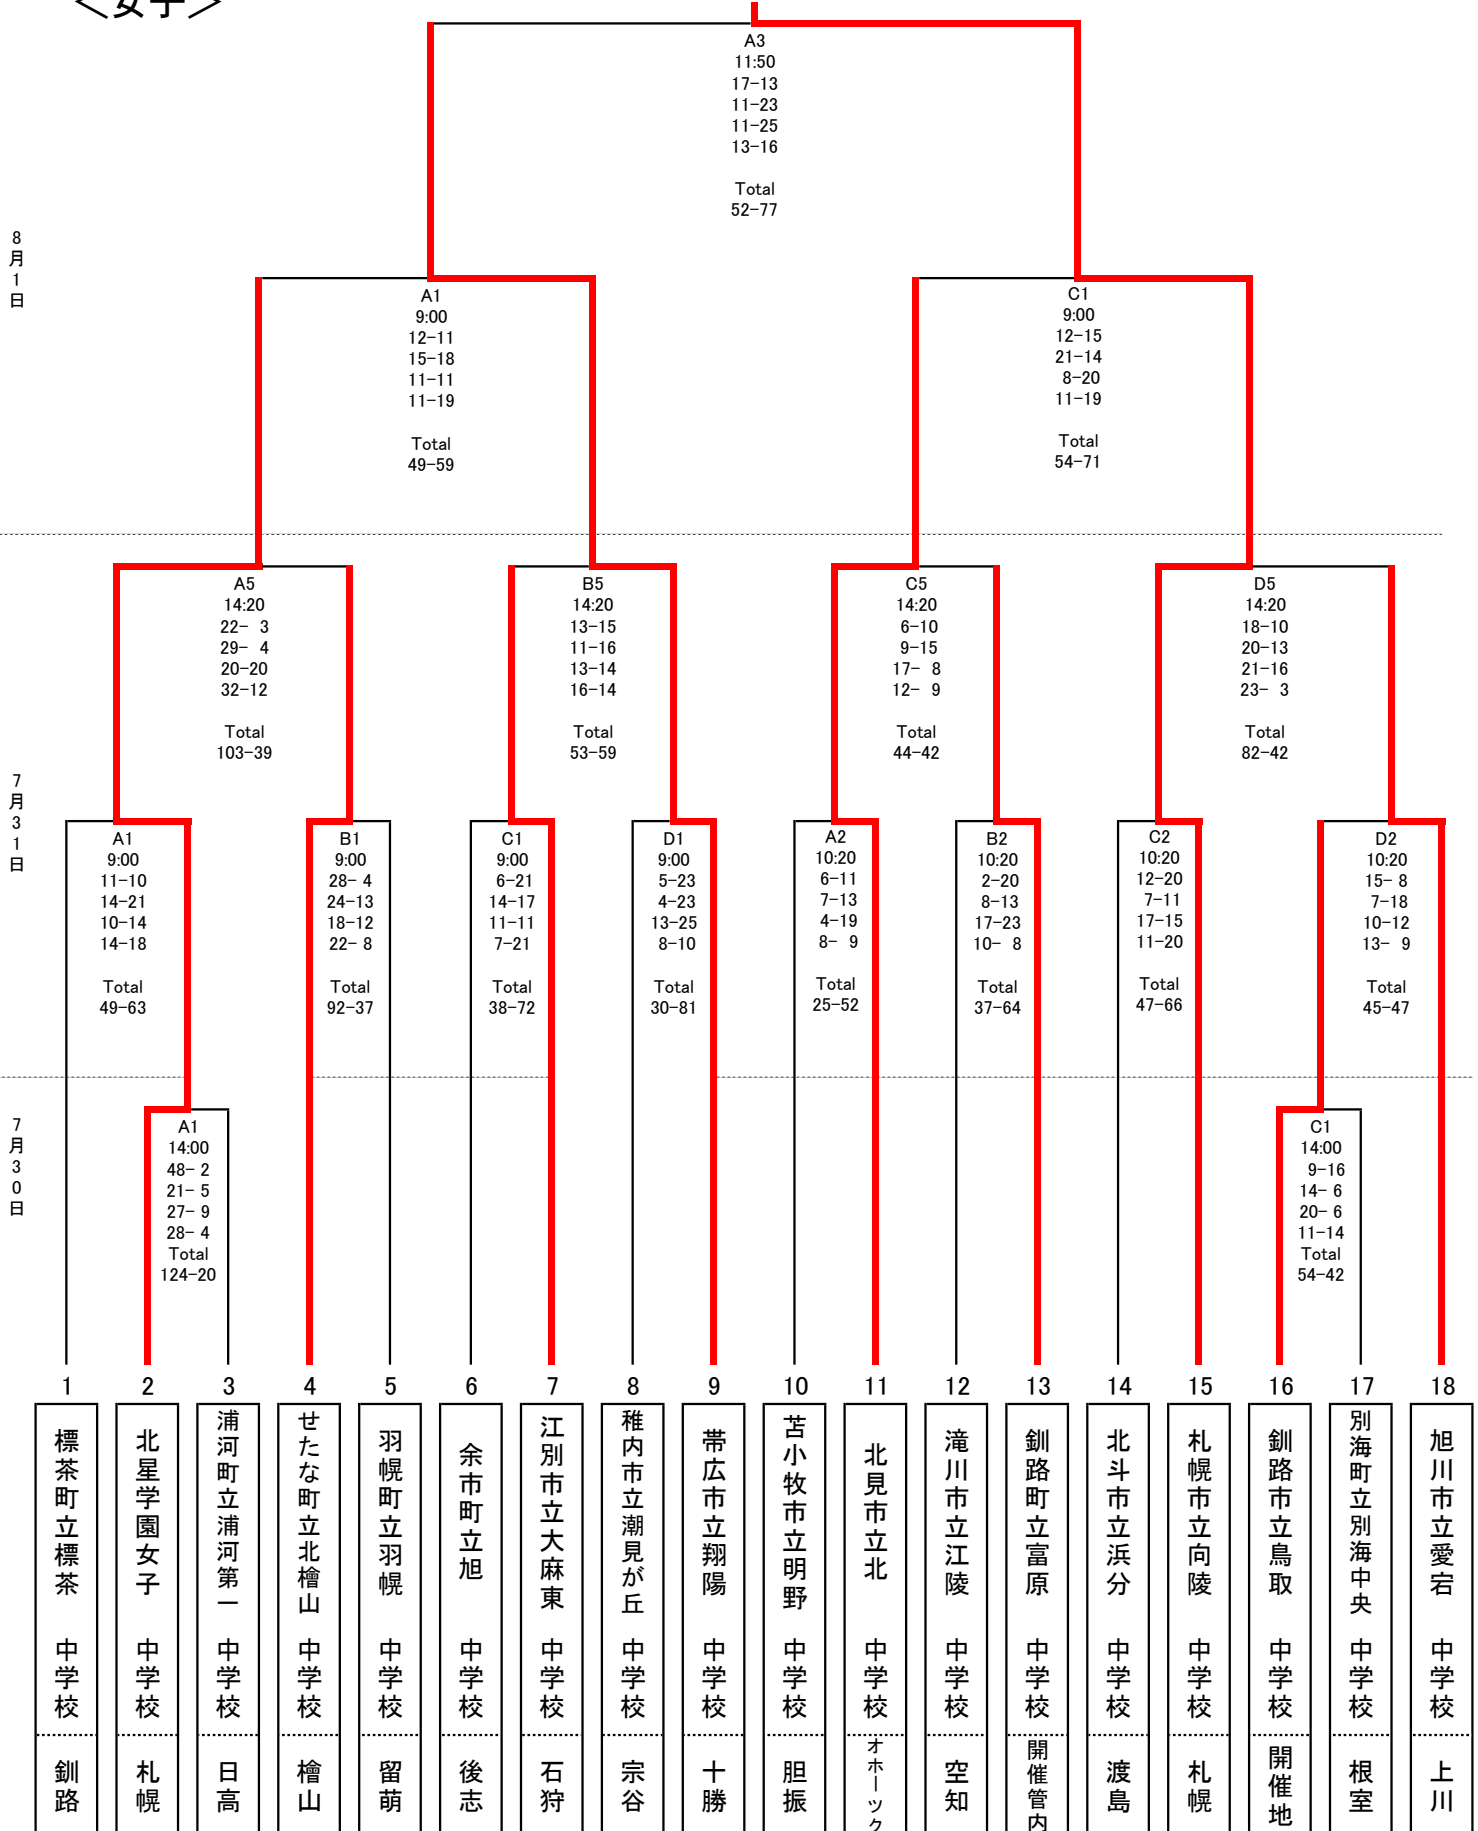 <女子>
A3
11:50
17-13
11-23
11-25
13-16
Total
52-77
8月1日
A1
9:00
12-11
15-18
11-11
11-19
Total
49-59
C1
9:00
12-15
21-14
8-20
11-19
Total
54-71
A5
14:20
22- 3
29- 4
20-20
32-12
Total
103-39
B5
14:20
13-15
11-16
13-14
16-14
Total
53-59
C5
14:20
6-10
9-15
17- 8
12- 9
Total
44-42
D5
14:20
18-10
20-13
21-16
23- 3
Total
82-42
7月31日
A1
9:00
11-10
14-21
10-14
14-18
Total
49-63
B1
9:00
28- 4
24-13
18-12
22- 8
Total
92-37
C1
9:00
6-21
14-17
11-11
7-21
Total
38-72
D1
9:00
5-23
4-23
13-25
8-10
Total
30-81
A2
10:20
6-11
7-13
4-19
8- 9
Total
25-52
B2
10:20
2-20
8-13
17-23
10- 8
Total
37-64
C2
10:20
12-20
7-11
17-15
11-20
Total
47-66
D2
10:20
15- 8
7-18
10-12
13- 9
Total
45-47
7月30日
A1
14:00
48- 2
21- 5
27- 9
28- 4
Total
124-20
C1
14:00
9-16
14- 6
20- 6
11-14
Total
54-42
1 2 3 4 5 6 7 8 9 10 11 12 13 14 15 16 17 18
標茶町立標茶 中学校 釧路
北星学園女子 中学校 札幌
浦河町立浦河第一 中学校 日高
せたな町立北檜山 中学校 檜山
羽幌町立羽幌 中学校 留萌
余市町立旭 中学校 後志
江別市立大麻東 中学校 石狩
稚内市立潮見が丘 中学校 宗谷
帯広市立翔陽 中学校 十勝
苫小牧市立明野 中学校 胆振
北見市立北 中学校 オホーツク
滝川市立江陵 中学校 空知
釧路町立富原 中学校 開催管内
北斗市立浜分 中学校 渡島
札幌市立向陵 中学校 札幌
釧路市立鳥取 中学校 開催地
別海町立別海中央 中学校 根室
旭川市立愛宕 中学校 上川